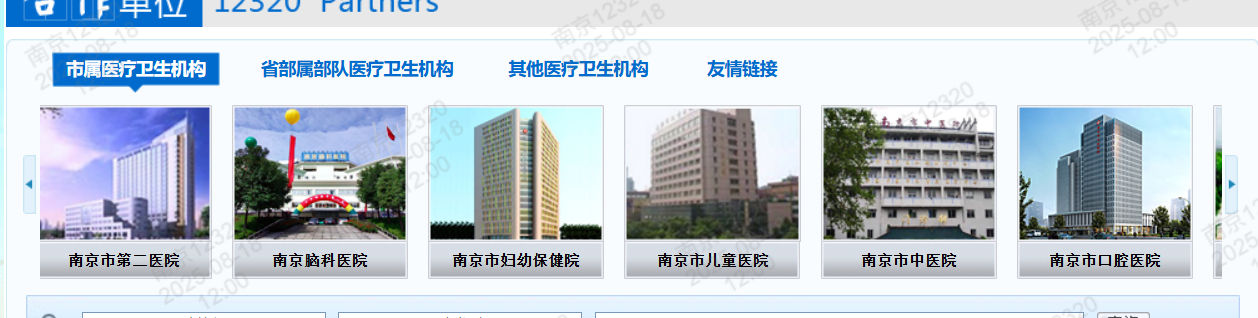 合作单位 12320 Partners
市属医疗卫生机构 省部属部队医疗卫生机构 其他医疗卫生机构 友情链接
南京市第二医院 南京脑科医院 南京市妇幼保健院 南京市儿童医院 南京市中医院 南京市口腔医院
南京12320
2025-08-18
12:00